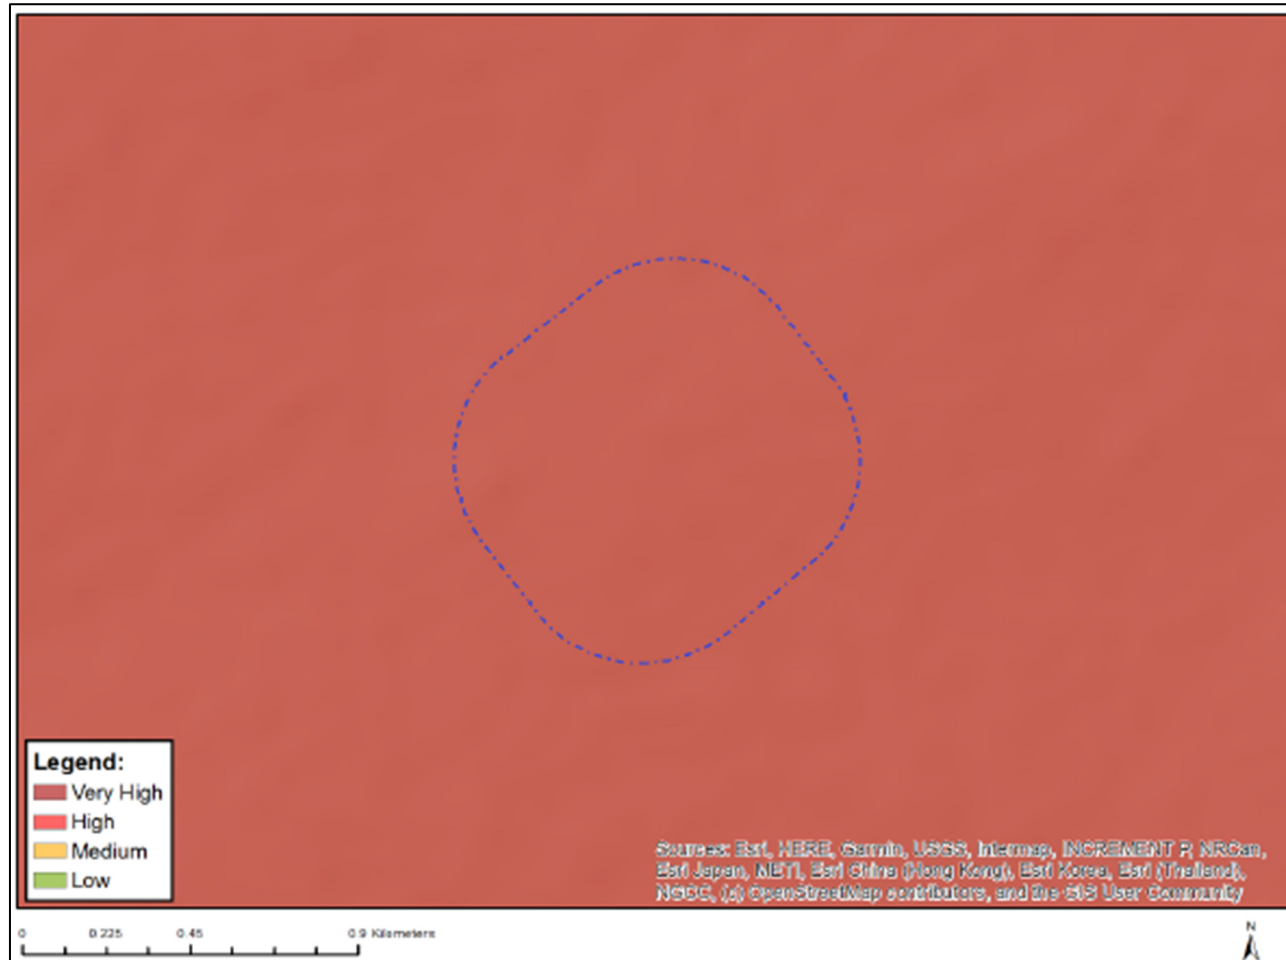 Legend:
Very High
High
Medium
Low
Sources: Esri, HERE, Garmin, USGS, Intermap, INCREMENT P, NRCan,
Esri Japan, METI, Esri China (Hong Kong), Esri Korea, Esri (Thailand),
NGCC, (c) OpenStreetMap contributors, and the GIS User Community
0 0.225 0.45 0.9 Kilometers
N